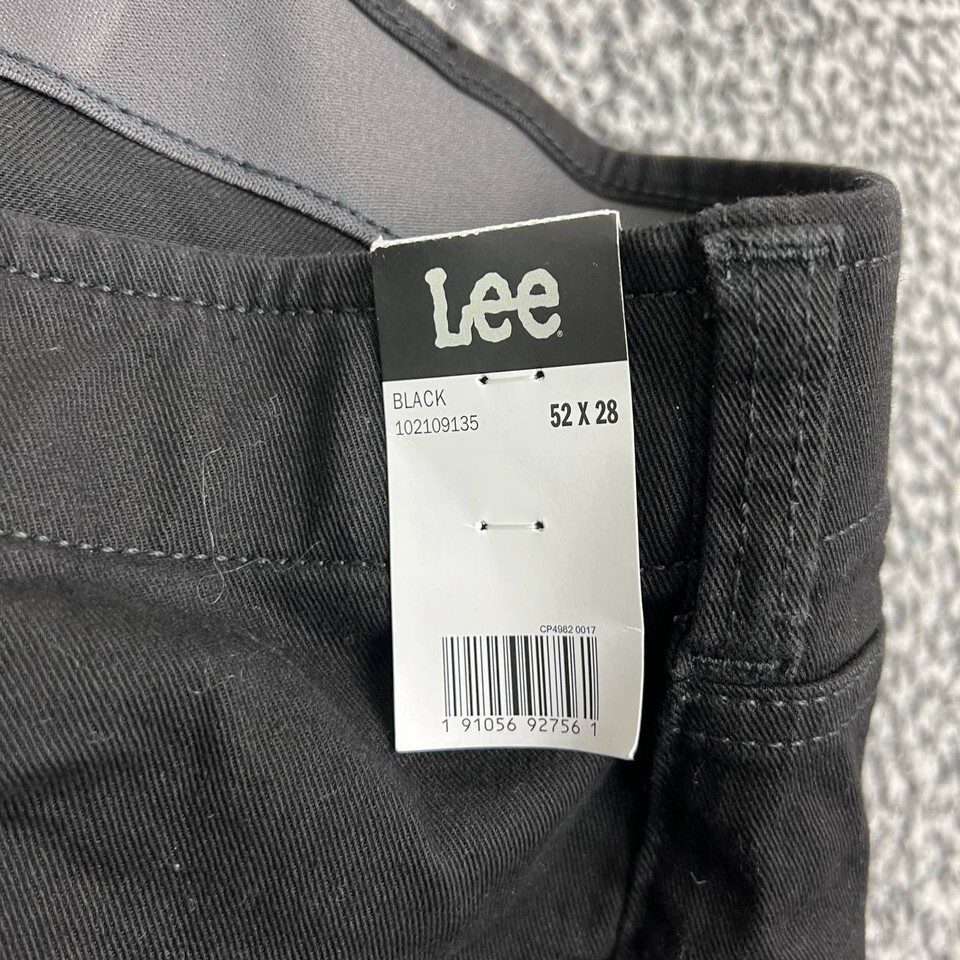 Lee®
BLACK
102109135
52 X 28
CP4982 0017
1 91056 92756 1